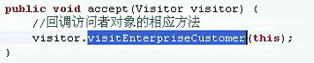 public void accept(Visitor visitor) {
//回调访问者对象的相应方法
visitor.visitEnterpriseCustomer(this);
}